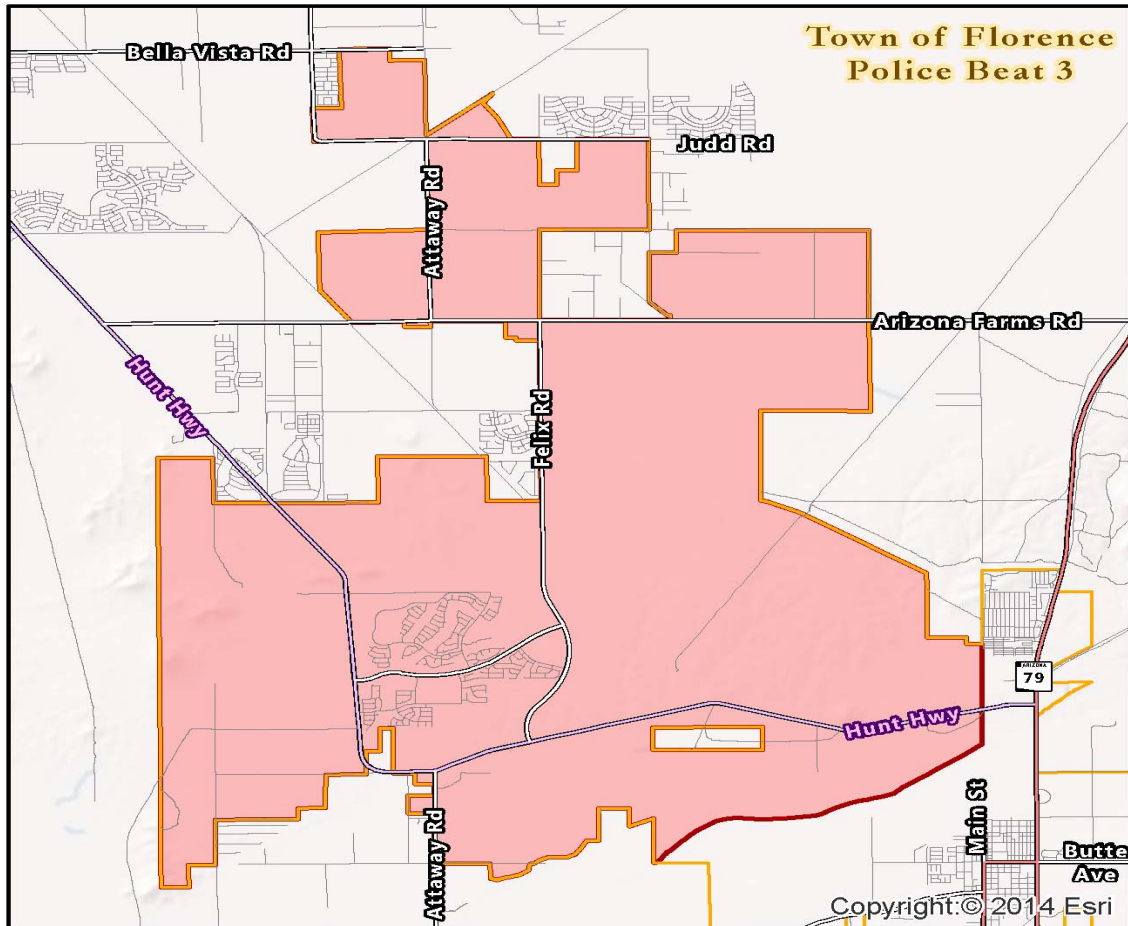 Town of Florence
Police Beat 3
Bella Vista Rd
Judd Rd
Attaway Rd
Arizona Farms Rd
Hunt Hwy
Felix Rd
ARIZONA
79
Hunt Hwy
Main St
Attaway Rd
Butte
Ave
Copyright:© 2014 Esri